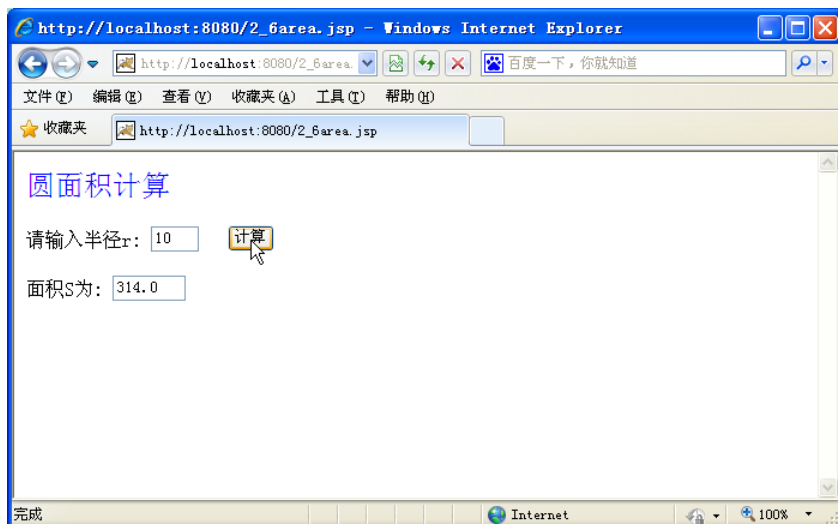 http://localhost:8080/2_6area.jsp - Windows Internet Explorer
http://localhost:8080/2_6area. 百度一下，你就知道
文件(F) 编辑(E) 查看(V) 收藏夹(A) 工具(T) 帮助(H)
收藏夹 http://localhost:8080/2_6area.jsp
圆面积计算
请输入半径r: 10 计算
面积S为: 314.0
完成 Internet 100%